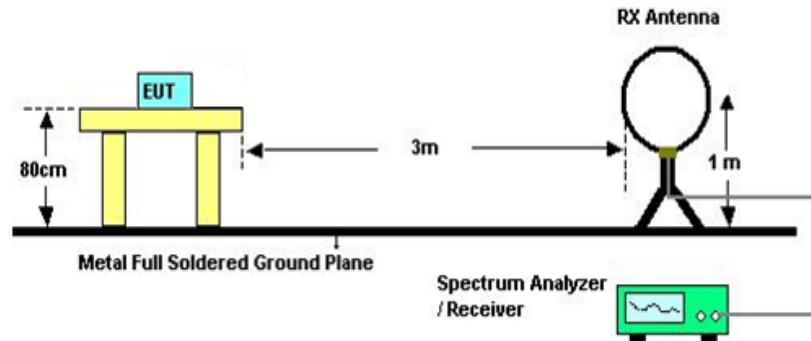 RX Antenna
EUT
3m
80cm
1 m
Metal Full Soldered Ground Plane
Spectrum Analyzer
/ Receiver